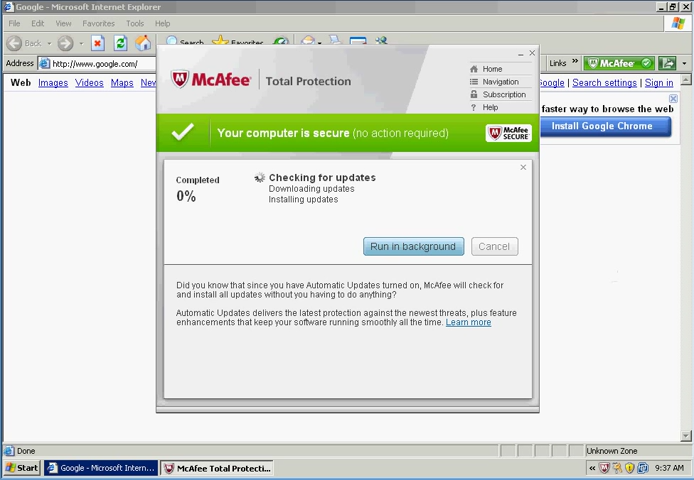 Google - Microsoft Internet Explorer
File Edit View Favorites Tools Help
Back Search Favorites
Address http://www.google.com/ Links » McAfee
Web Images Videos Maps New
oogle | Search settings | Sign in
faster way to browse the web
Install Google Chrome
McAfee® Total Protection
Home
Navigation
Subscription
? Help
Your computer is secure (no action required)
McAfee SECURE
Completed
0%
Checking for updates
Downloading updates
Installing updates
Run in background Cancel
Did you know that since you have Automatic Updates turned on, McAfee will check for
and install all updates without you having to do anything?
Automatic Updates delivers the latest protection against the newest threats, plus feature
enhancements that keep your software running smoothly all the time. Learn more
Done Unknown Zone
Start Google - Microsoft Intern... McAfee Total Protecti... « 9:37 AM